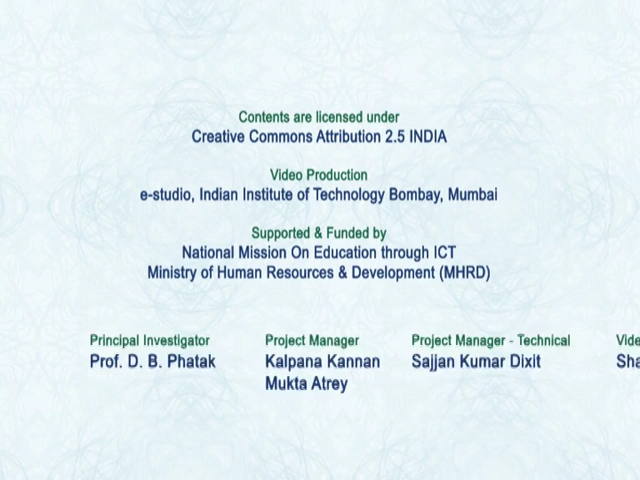 Contents are licensed under
Creative Commons Attribution 2.5 INDIA
Video Production
e-studio, Indian Institute of Technology Bombay, Mumbai
Supported & Funded by
National Mission On Education through ICT
Ministry of Human Resources & Development (MHRD)
Principal Investigator
Prof. D. B. Phatak
Project Manager
Kalpana Kannan
Mukta Atrey
Project Manager - Technical
Sajjan Kumar Dixit